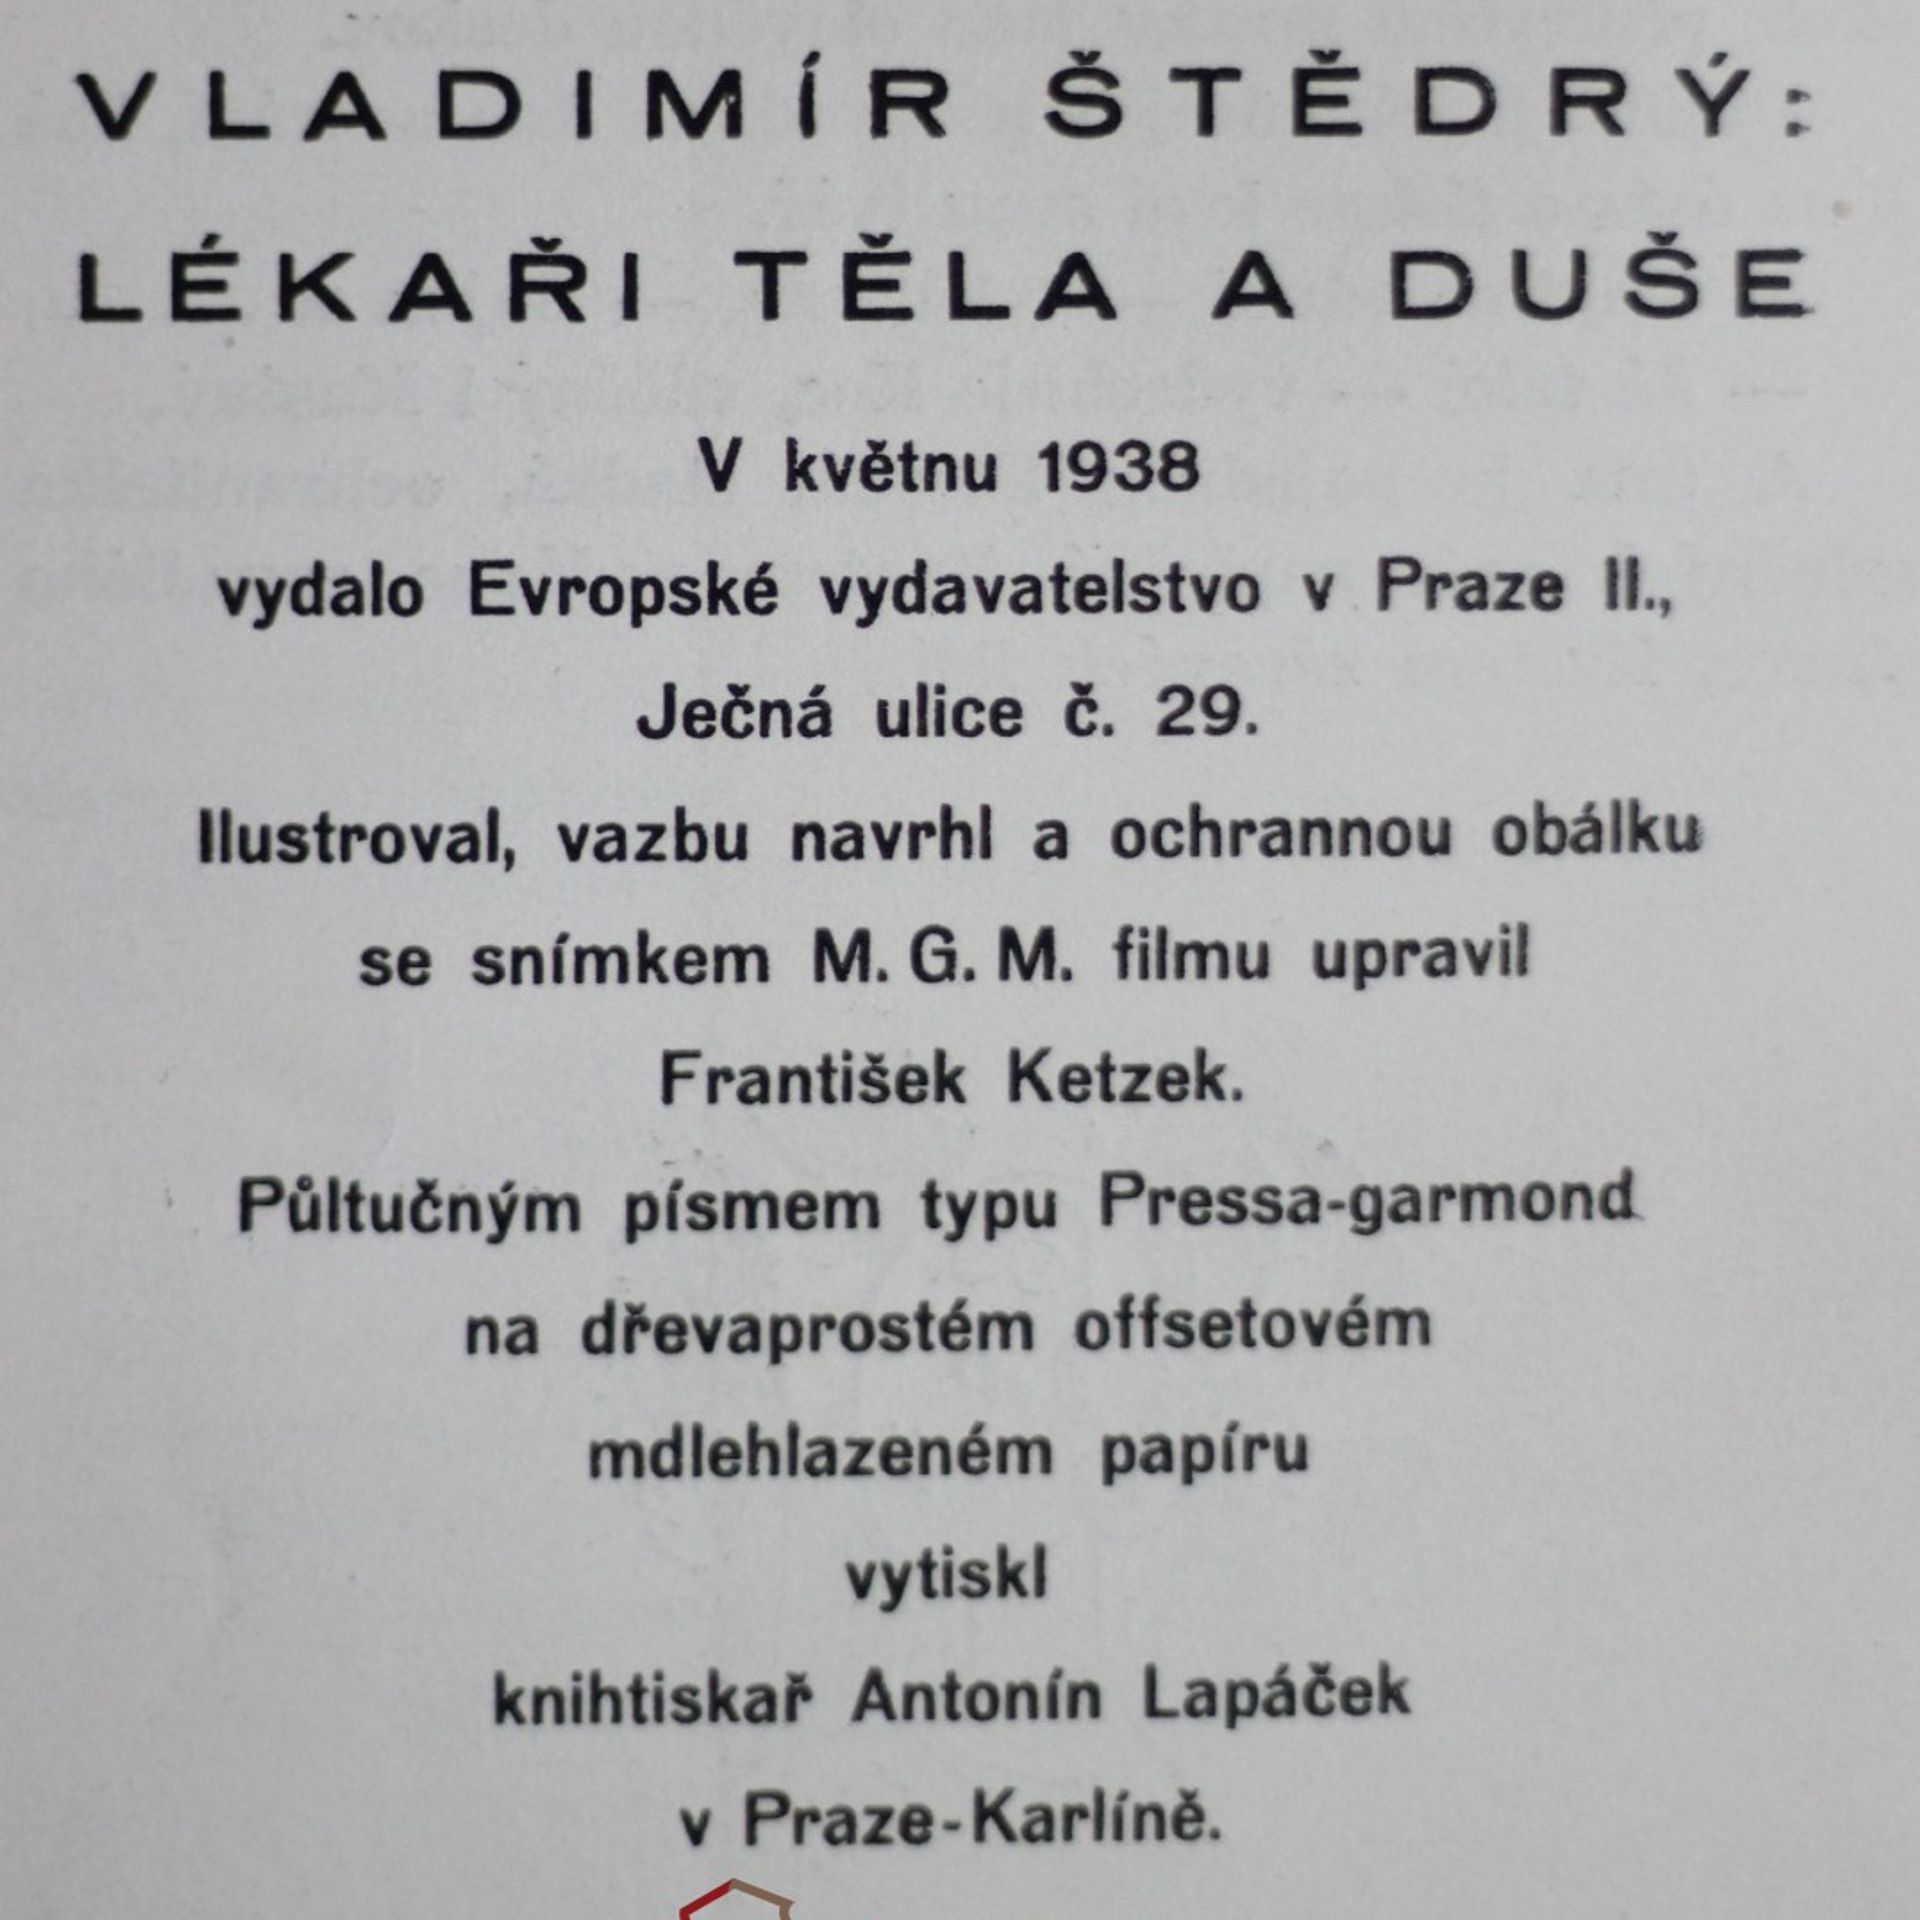 VLADIMÍR ŠTĚDRÝ:
LÉKAŘI TĚLA A DUŠE
V květnu 1938
vydalo Evropské vydavatelstvo v Praze II.,
Ječná ulice č. 29.
Ilustroval, vazbu navrhl a ochrannou obálku
se snímkem M. G. M. filmu upravil
František Ketzek.
Půltučným písmem typu Pressa-garmond
na dřevaprostém offsetovém
mdlehlazeném papíru
vytiskl
knihtiskař Antonín Lapáček
v Praze-Karlíně.